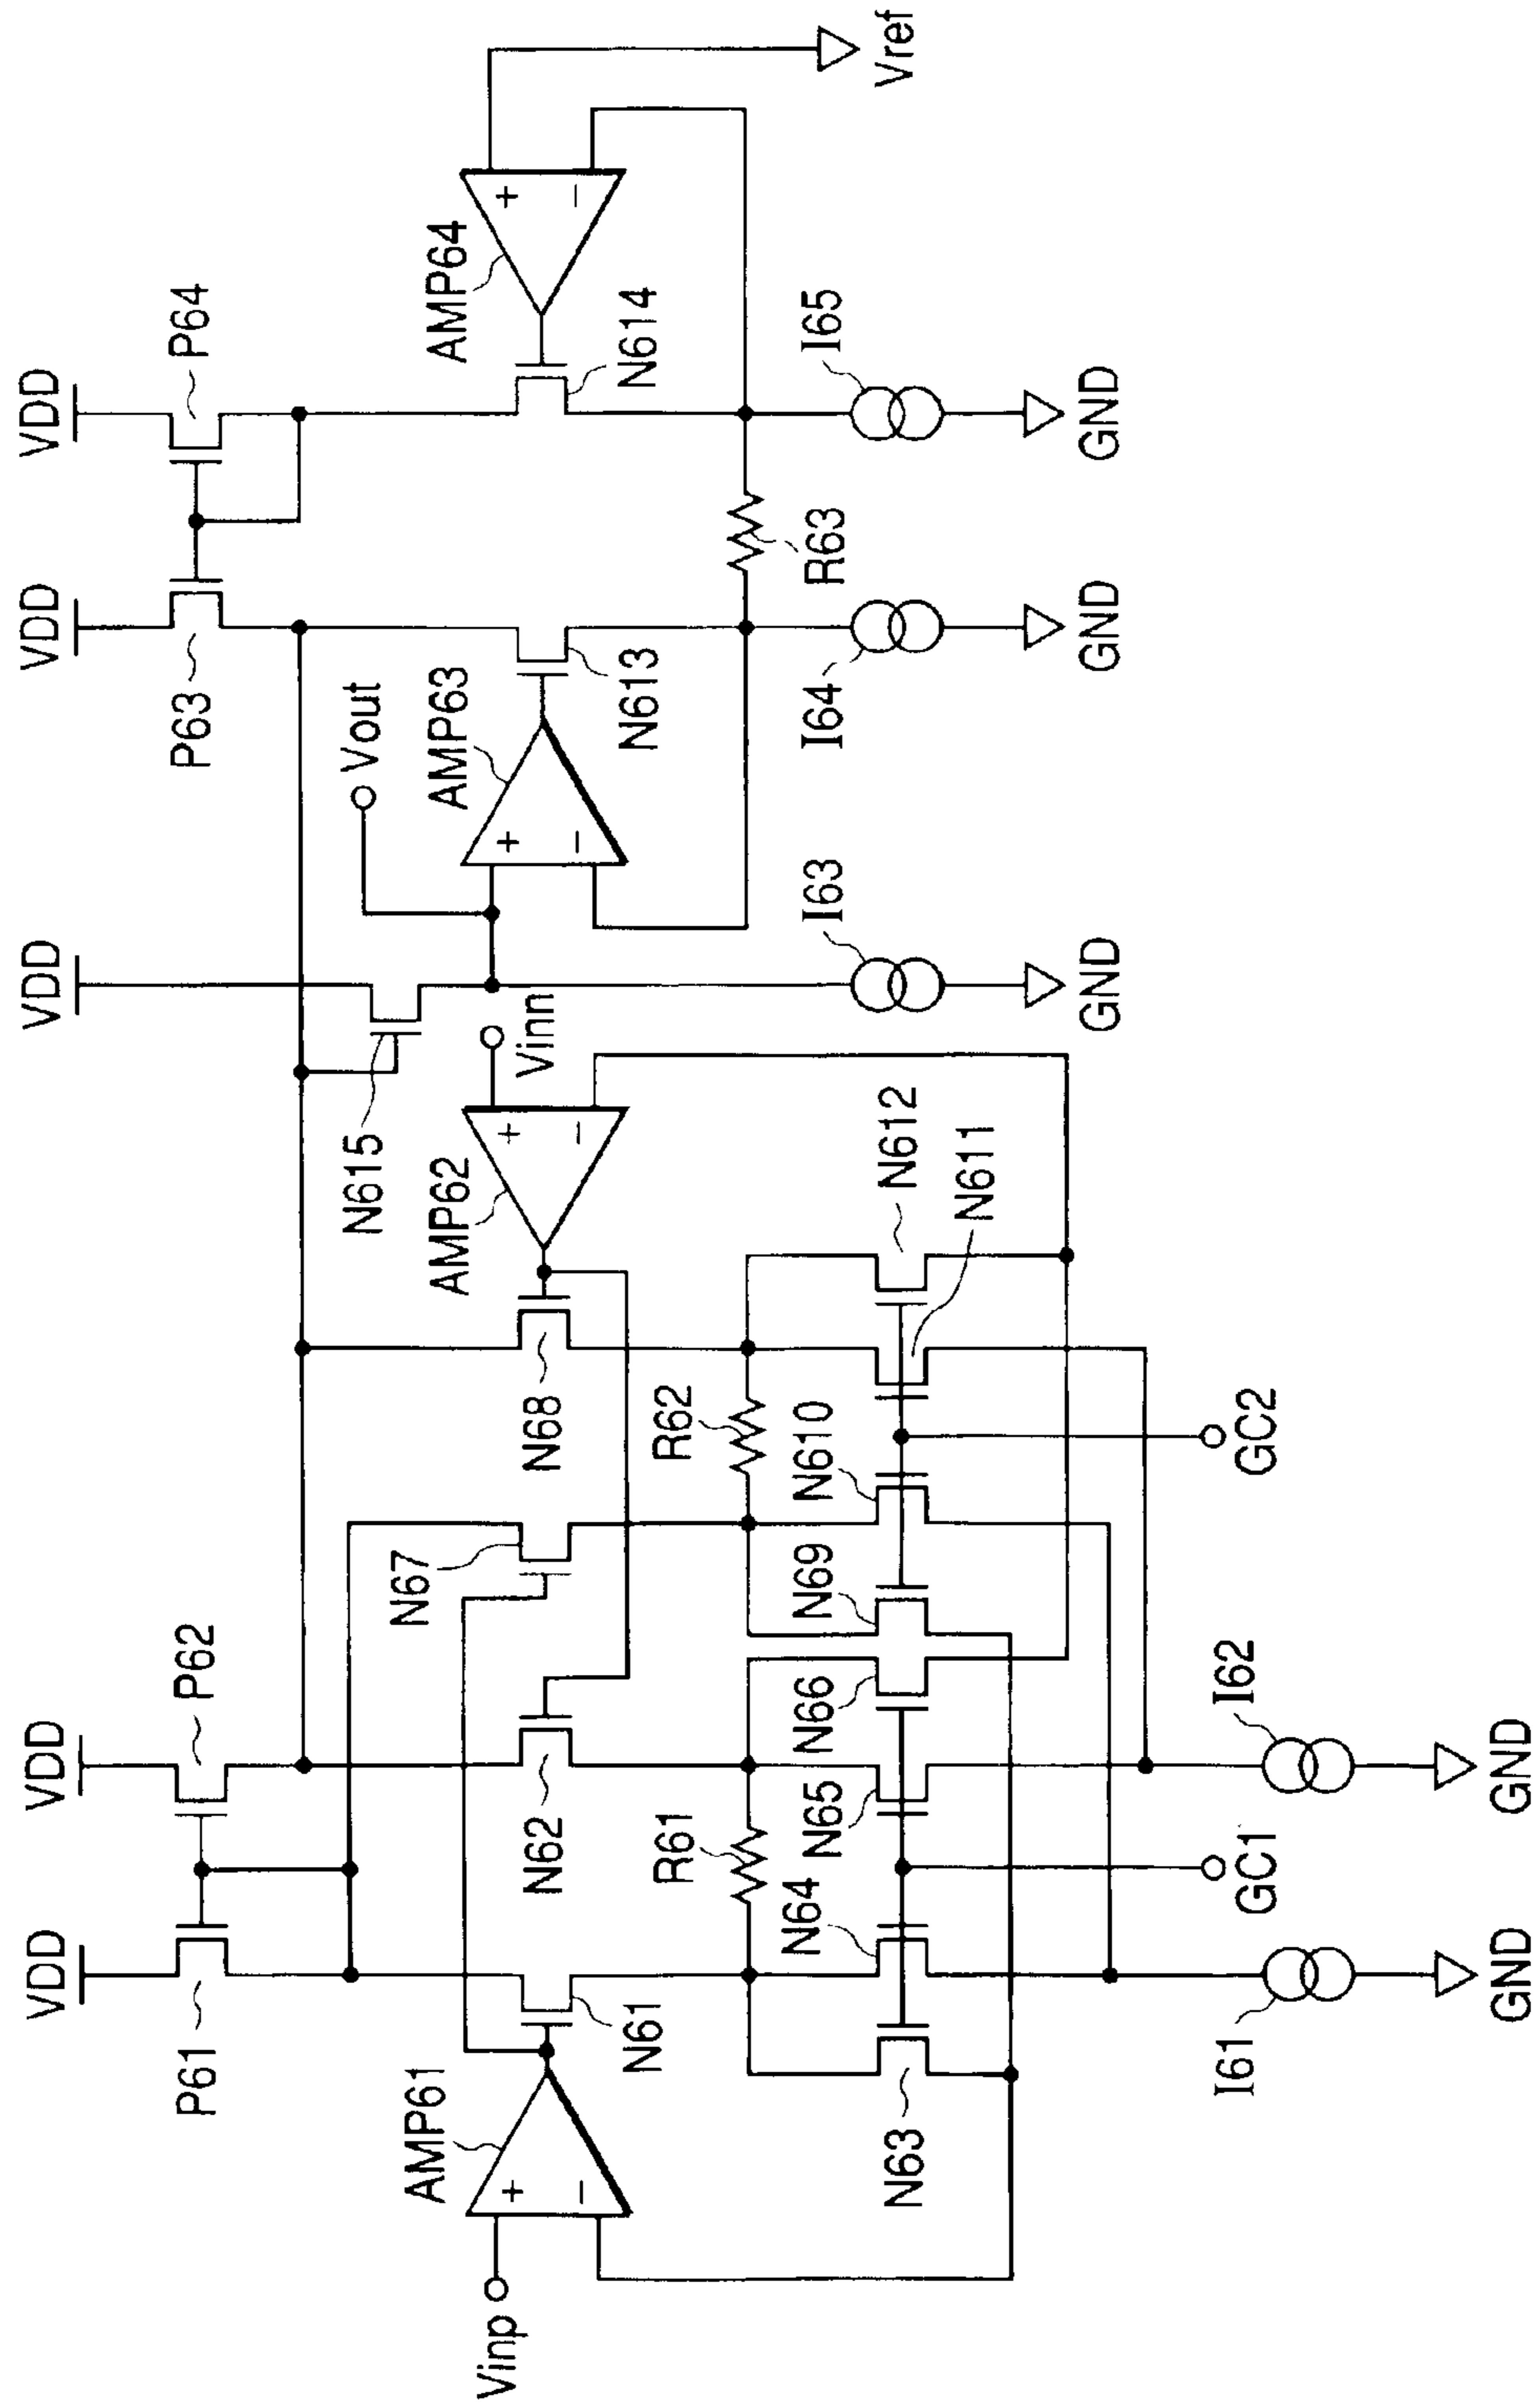 VDD
VDD
VDD
VDD
VDD
P61
P62
P63
P64
N615
Vout
Vref
AMP61
AMP62
AMP63
AMP64
+
−
+
−
+
−
+
−
Vinp
Vinn
N61
N62
N67
N68
N613
N614
R61
R62
R63
N63
N64
N65
N66
N69
N610
N611
N612
I63
I64
I65
GND
GND
GND
GC1
GC2
I61
I62
GND
GND